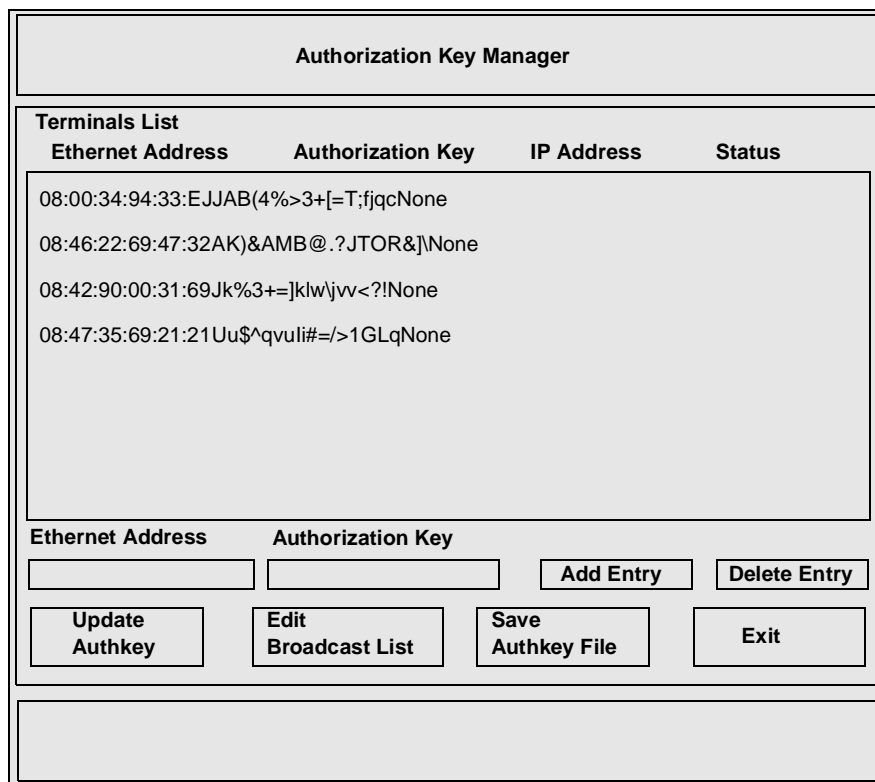 Authorization Key Manager
Terminals List
Ethernet Address Authorization Key IP Address Status
08:00:34:94:33:EJJAB(4%>3+[=T;fjqcNone
08:46:22:69:47:32AK)&AMB@.?JTOR&]\None
08:42:90:00:31:69Jk%3+=]klw\jvv<?!None
08:47:35:69:21:21Uu$^qvuli#=/>1GLqNone
Ethernet Address Authorization Key
Add Entry Delete Entry
Update Edit Save
Authkey Broadcast List Authkey File Exit